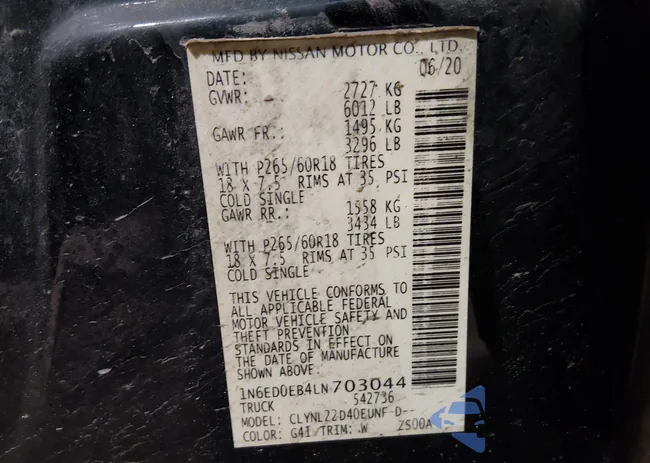 MFD BY NISSAN MOTOR CO., LTD.
DATE: 06/20
GVWR: 2727 KG
6012 LB
GAWR FR.: 1495 KG
3296 LB
WITH P265/60R18 TIRES
18 X 7.5 RIMS AT 35 PSI
COLD SINGLE
GAWR RR.: 1558 KG
3434 LB
WITH P265/60R18 TIRES
18 X 7.5 RIMS AT 35 PSI
COLD SINGLE
THIS VEHICLE CONFORMS TO
ALL APPLICABLE FEDERAL
MOTOR VEHICLE SAFETY AND
THEFT PREVENTION
STANDARDS IN EFFECT ON
THE DATE OF MANUFACTURE
SHOWN ABOVE.
1N6ED0EB4LN703044
TRUCK 542736
MODEL: CLYNL22D40EUNF-D--
COLOR: G41 TRIM: W ZS00A